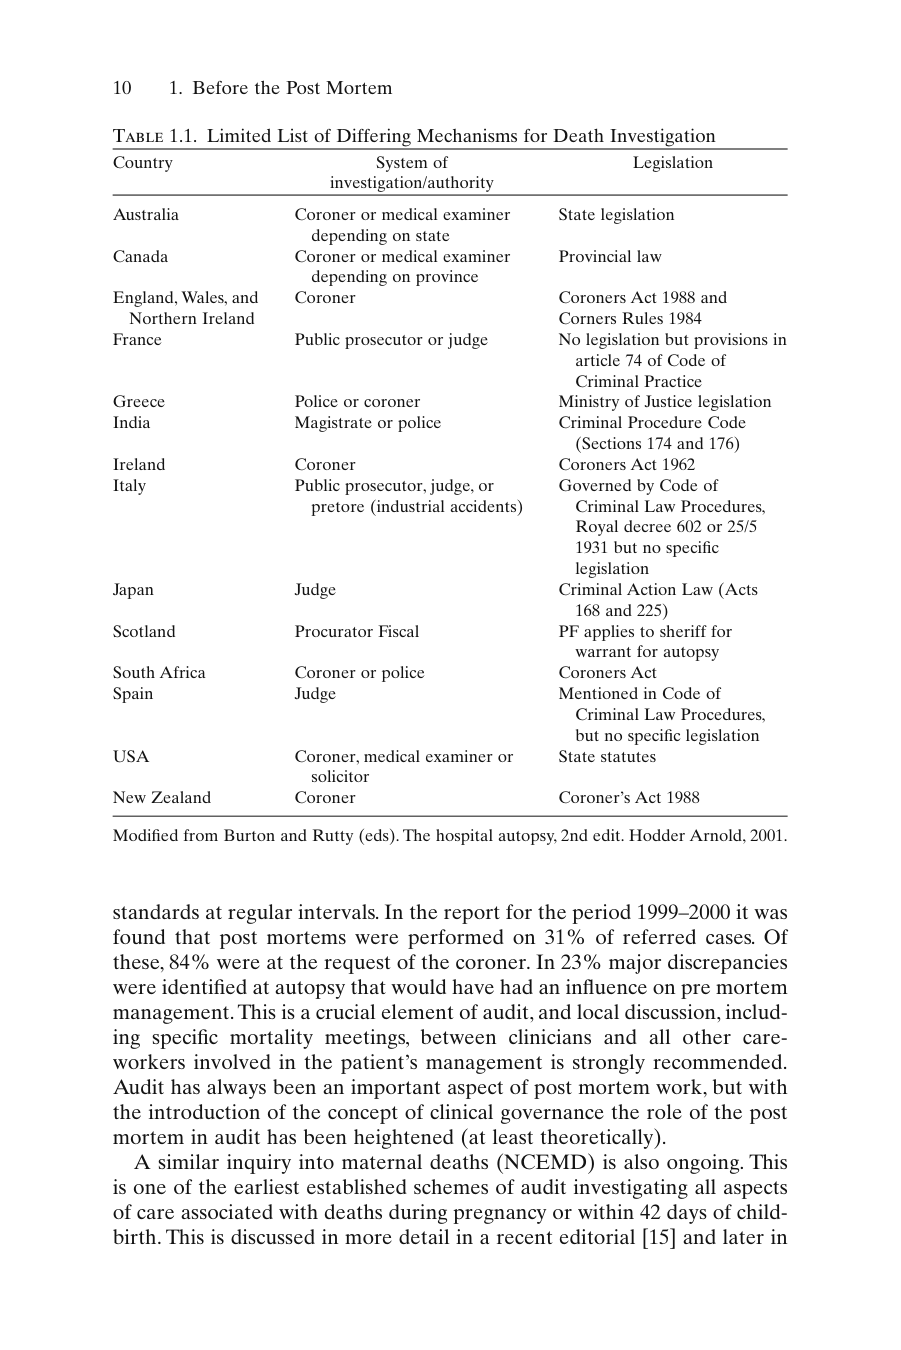 10 1. Before the Post Mortem
Table 1.1. Limited List of Differing Mechanisms for Death Investigation
Country System of Legislation
investigation/authority
Australia Coroner or medical examiner State legislation
depending on state
Canada Coroner or medical examiner Provincial law
depending on province
England, Wales, and Coroner Coroners Act 1988 and
Northern Ireland Corners Rules 1984
France Public prosecutor or judge No legislation but provisions in
article 74 of Code of
Criminal Practice
Greece Police or coroner Ministry of Justice legislation
India Magistrate or police Criminal Procedure Code
(Sections 174 and 176)
Ireland Coroner Coroners Act 1962
Italy Public prosecutor, judge, or Governed by Code of
pretore (industrial accidents) Criminal Law Procedures,
Royal decree 602 or 25/5
1931 but no specific
legislation
Japan Judge Criminal Action Law (Acts
168 and 225)
Scotland Procurator Fiscal PF applies to sheriff for
warrant for autopsy
South Africa Coroner or police Coroners Act
Spain Judge Mentioned in Code of
Criminal Law Procedures,
but no specific legislation
USA Coroner, medical examiner or State statutes
solicitor
New Zealand Coroner Coroner’s Act 1988
Modified from Burton and Rutty (eds). The hospital autopsy, 2nd edit. Hodder Arnold, 2001.
standards at regular intervals. In the report for the period 1999–2000 it was
found that post mortems were performed on 31% of referred cases. Of
these, 84% were at the request of the coroner. In 23% major discrepancies
were identified at autopsy that would have had an influence on pre mortem
management. This is a crucial element of audit, and local discussion, includ-
ing specific mortality meetings, between clinicians and all other care-
workers involved in the patient’s management is strongly recommended.
Audit has always been an important aspect of post mortem work, but with
the introduction of the concept of clinical governance the role of the post
mortem in audit has been heightened (at least theoretically).
A similar inquiry into maternal deaths (NCEMD) is also ongoing. This
is one of the earliest established schemes of audit investigating all aspects
of care associated with deaths during pregnancy or within 42 days of child-
birth. This is discussed in more detail in a recent editorial [15] and later in